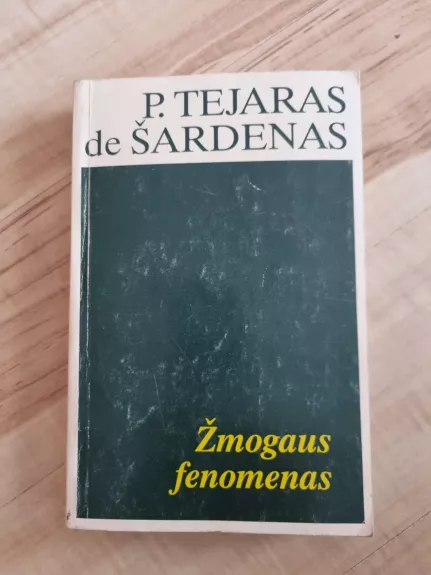 P. TEJARAS
de ŠARDENAS
Žmogaus
fenomenas